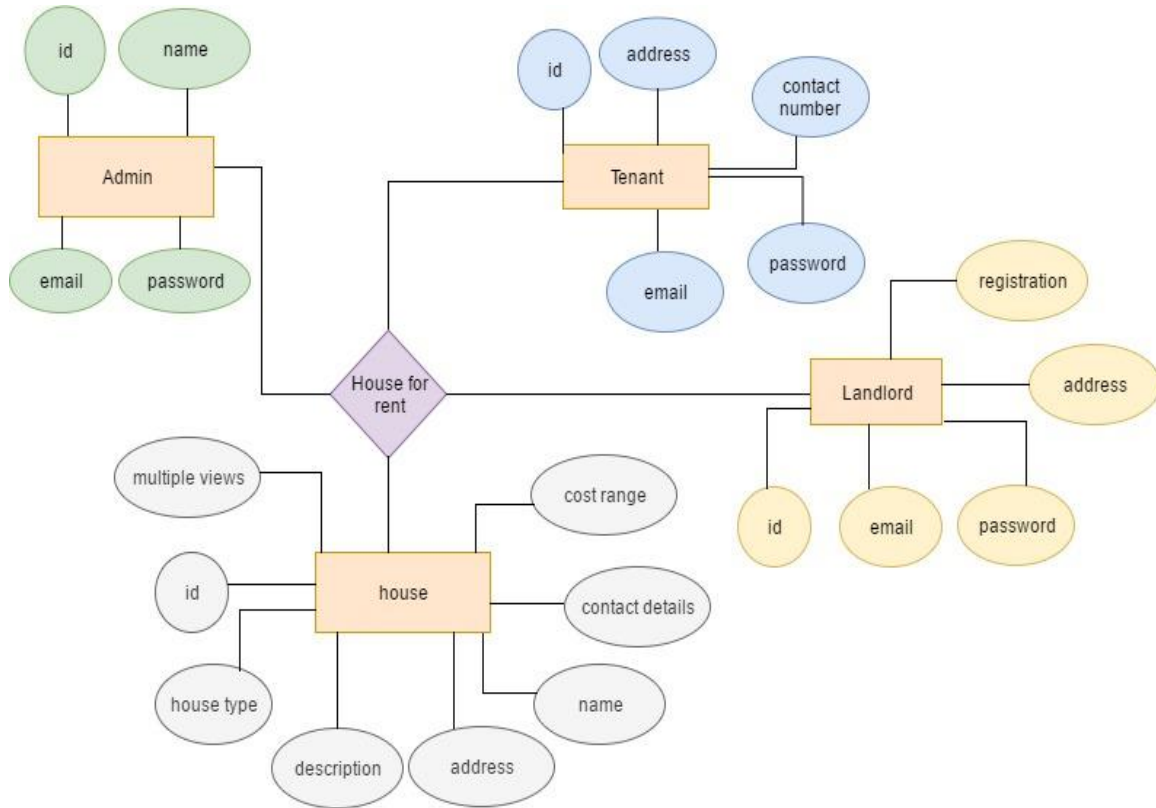 id
name
Admin
email
password
id
address
contact
number
Tenant
email
password
registration
Landlord
address
id
email
password
House for
rent
multiple views
cost range
id
house
contact details
house type
name
description
address